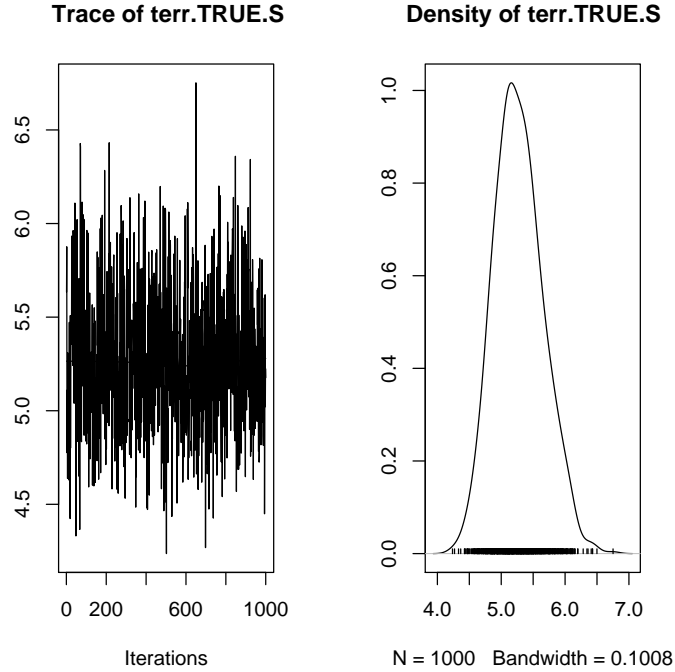 Trace of terr.TRUE.S
6.5
6.0
5.5
5.0
4.5
0 200 600 1000
Iterations
Density of terr.TRUE.S
1.0
0.8
0.6
0.4
0.2
0.0
4.0 5.0 6.0 7.0
N = 1000 Bandwidth = 0.1008